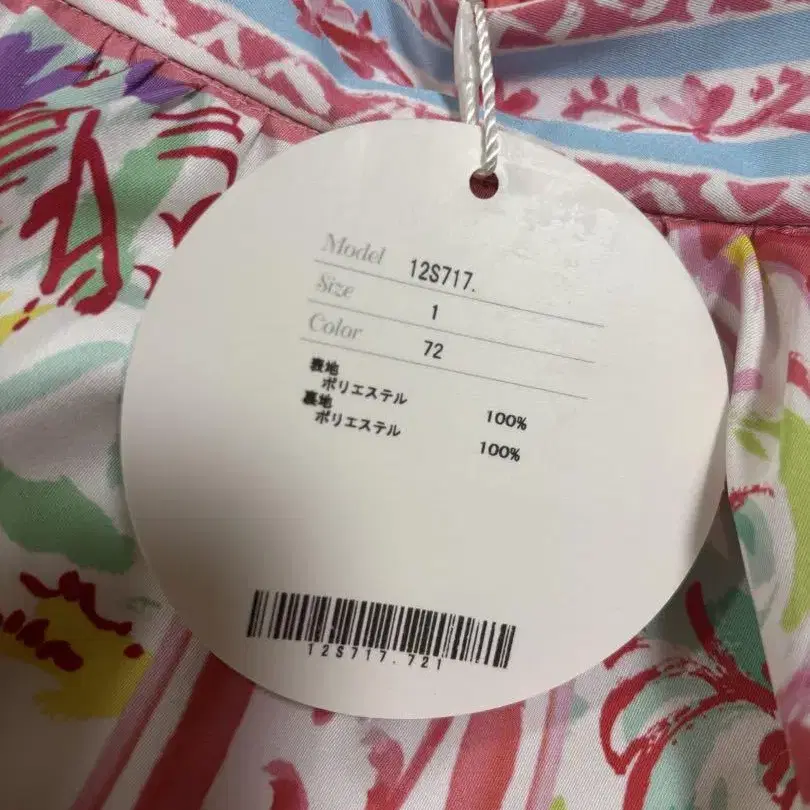 Model 12S717.
Size 1
Color 72
表地
ポリエステル 100%
裏地
ポリエステル 100%
12S717.721